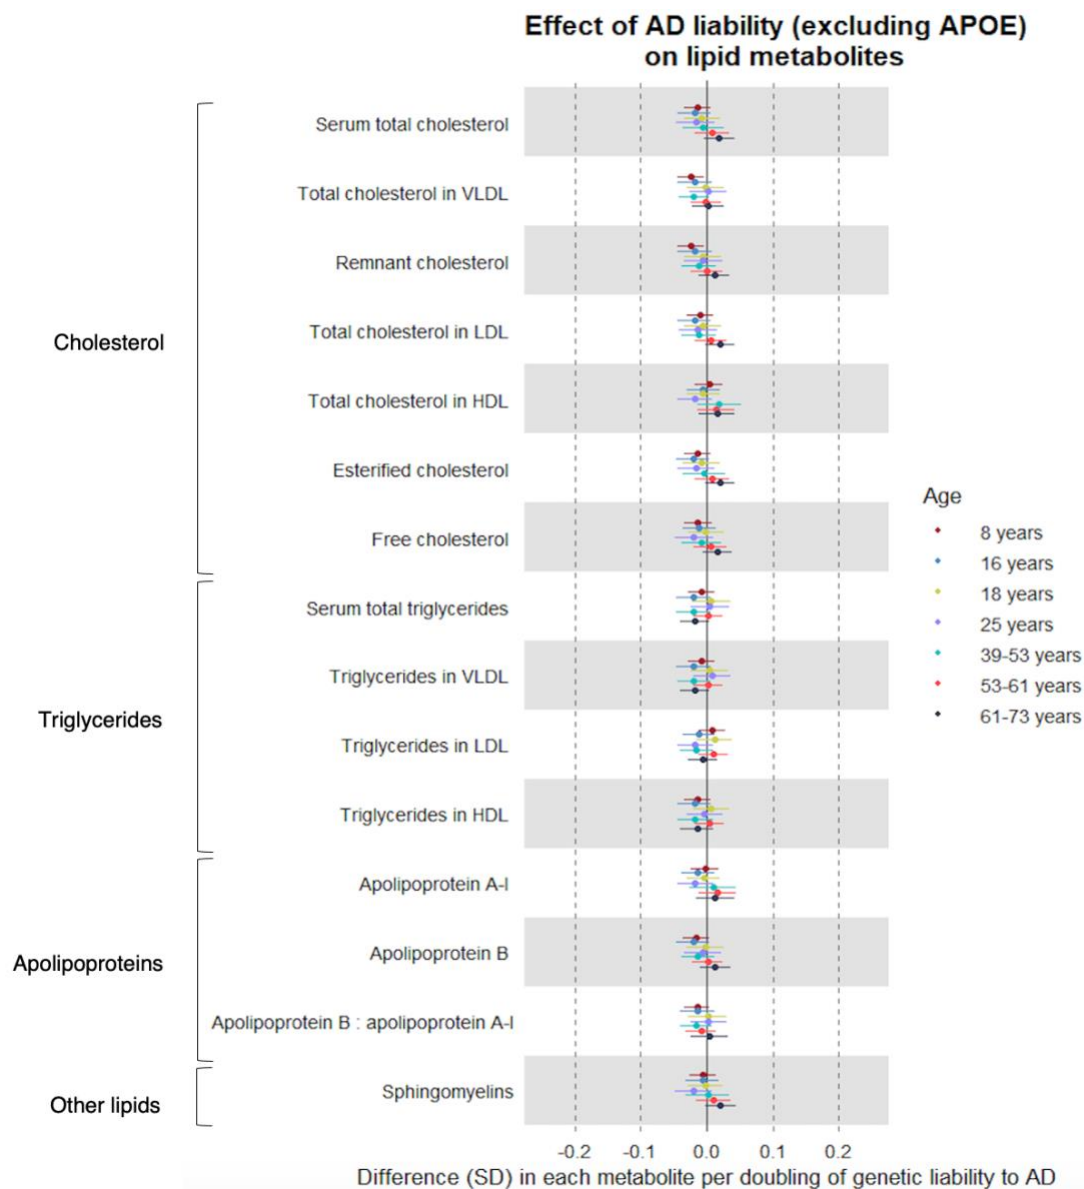 Effect of AD liability (excluding APOE)
on lipid metabolites
Cholesterol
Serum total cholesterol
Total cholesterol in VLDL
Remnant cholesterol
Total cholesterol in LDL
Total cholesterol in HDL
Esterified cholesterol
Free cholesterol
Triglycerides
Serum total triglycerides
Triglycerides in VLDL
Triglycerides in LDL
Triglycerides in HDL
Apolipoproteins
Apolipoprotein A-I
Apolipoprotein B
Apolipoprotein B : apolipoprotein A-I
Other lipids
Sphingomyelins
Age
8 years
16 years
18 years
25 years
39-53 years
53-61 years
61-73 years
-0.2 -0.1 0.0 0.1 0.2
Difference (SD) in each metabolite per doubling of genetic liability to AD